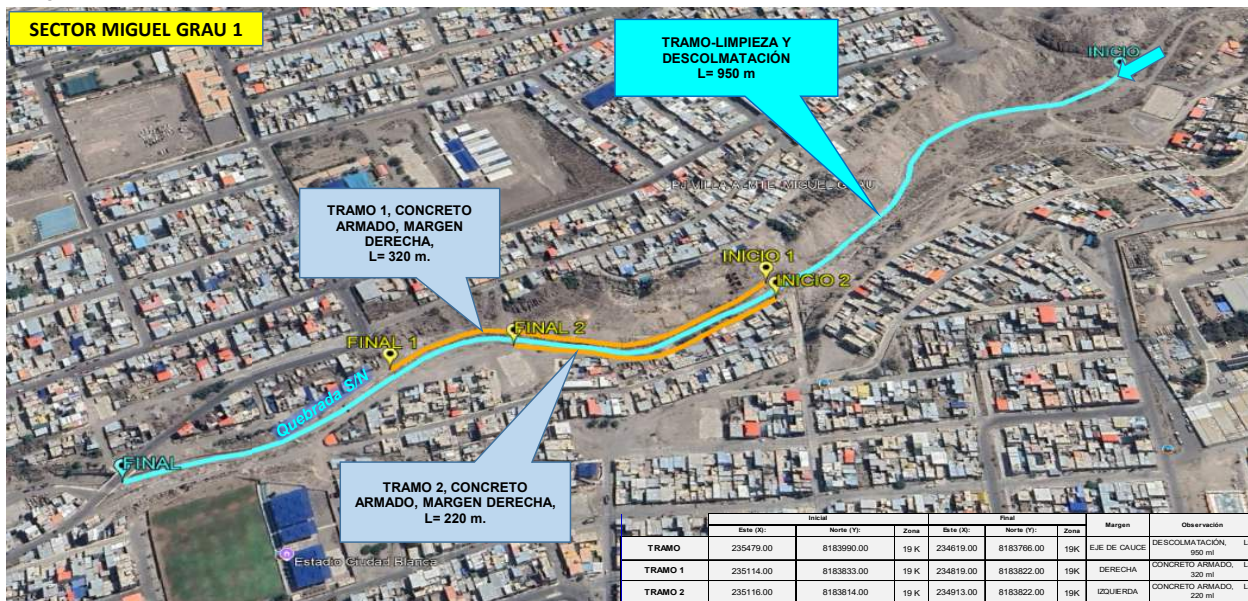 SECTOR MIGUEL GRAU 1
TRAMO-LIMPIEZA Y
DESCOLMATACIÓN
L= 950 m
INICIO
TRAMO 1, CONCRETO
ARMADO, MARGEN
DERECHA,
L= 320 m.
INICIO 1
INICIO 2
FINAL 2
FINAL 1
Quebrada S/N
FINAL
TRAMO 2, CONCRETO
ARMADO, MARGEN DERECHA,
L= 220 m.
Estadio Ciudad Blanca
Inicial Final Margen Observación
Este (X): Norte (Y): Zona Este (X): Norte (Y): Zona
TRAMO 235479.00 8183990.00 19 K 234619.00 8183766.00 19K EJE DE CAUCE DESCOLMATACIÓN, L
950 ml
TRAMO 1 235114.00 8183833.00 19 K 234819.00 8183822.00 19K DERECHA CONCRETO ARMADO, L
320 ml
TRAMO 2 235116.00 8183814.00 19 K 234913.00 8183822.00 19K IZQUIERDA CONCRETO ARMADO, L
220 ml